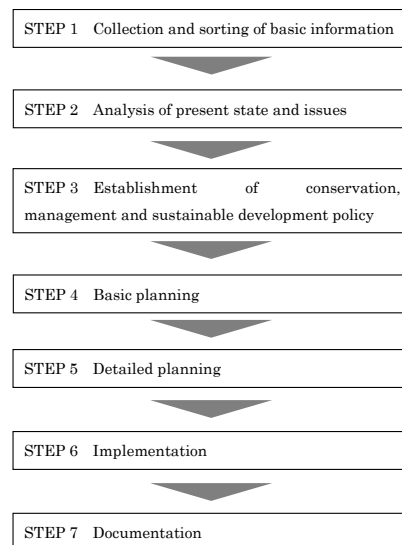 STEP 1 Collection and sorting of basic information
STEP 2 Analysis of present state and issues
STEP 3 Establishment of conservation,
management and sustainable development policy
STEP 4 Basic planning
STEP 5 Detailed planning
STEP 6 Implementation
STEP 7 Documentation